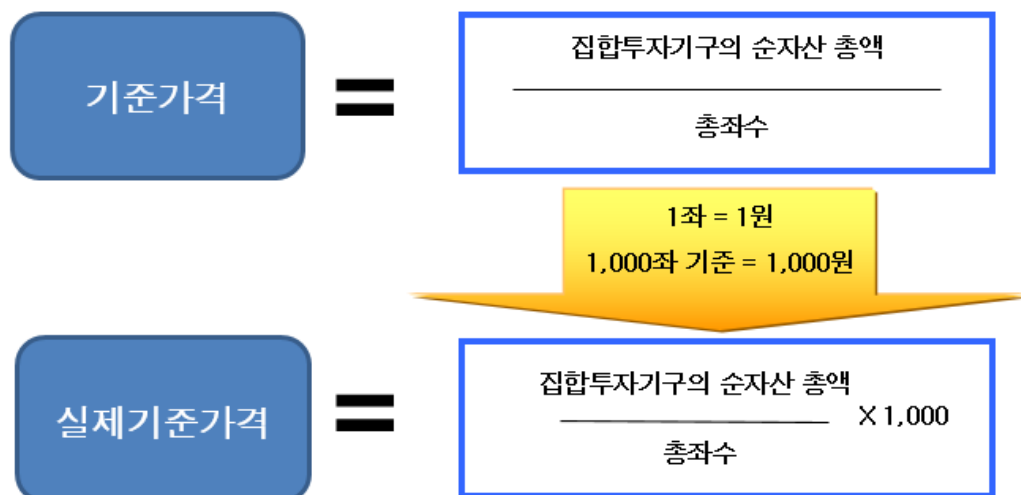 기준가격
=
집합투자기구의 순자산 총액
총좌수
1좌 = 1원
1,000좌 기준 = 1,000원
실제기준가격
=
집합투자기구의 순자산 총액
X 1,000
총좌수